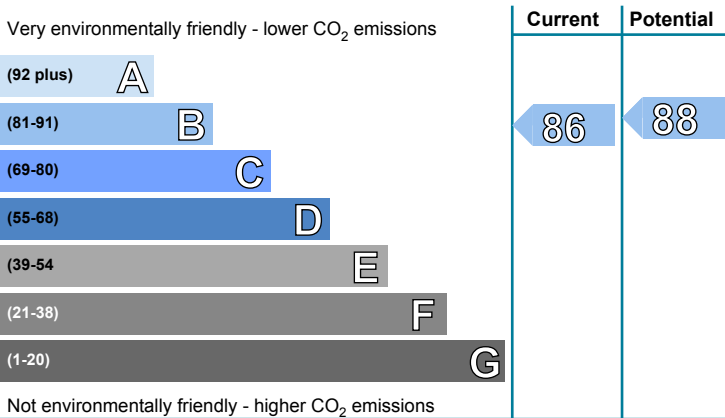 Very environmentally friendly - lower CO2 emissions
Current
Potential
(92 plus) A
(81-91) B
86
88
(69-80) C
(55-68) D
(39-54 E
(21-38) F
(1-20) G
Not environmentally friendly - higher CO2 emissions